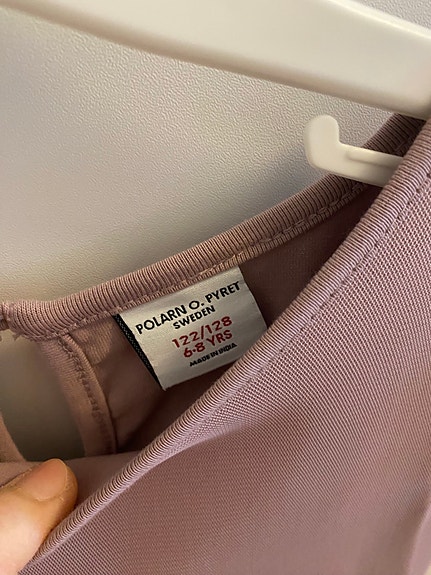 POLARN O. PYRET
SWEDEN
122/128
6-8 YRS
MADE IN INDIA